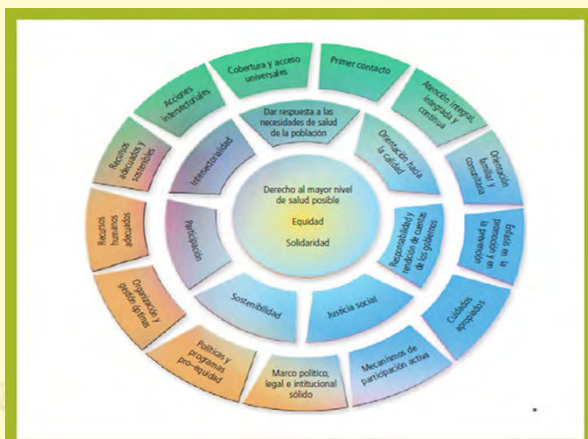 Cobertura y acceso
universales
Primer contacto
Atención integral,
integrada y
continua
Orientación
familiar y
comunitaria
Énfasis en la
promoción y en
la prevención
Cuidados
apropiados
Mecanismos de
participación activa
Marco político,
legal e intitucional
sólido
Políticas y
programas
pro-equidad
Organización y
gestión óptimas
Recursos
humanos
adecuados
Recursos
adecuados y
sostenibles
Acciones
intersectoriales
Dar respuesta a las
necesidades de salud
de la población
Orientación hacia
la calidad
Responsabilidad y
rendición de cuentas
de los gobiernos
Justicia social
Sostenibilidad
Participación
Intersectorialidad
Derecho al mayor nivel
de salud posible
Equidad
Solidaridad